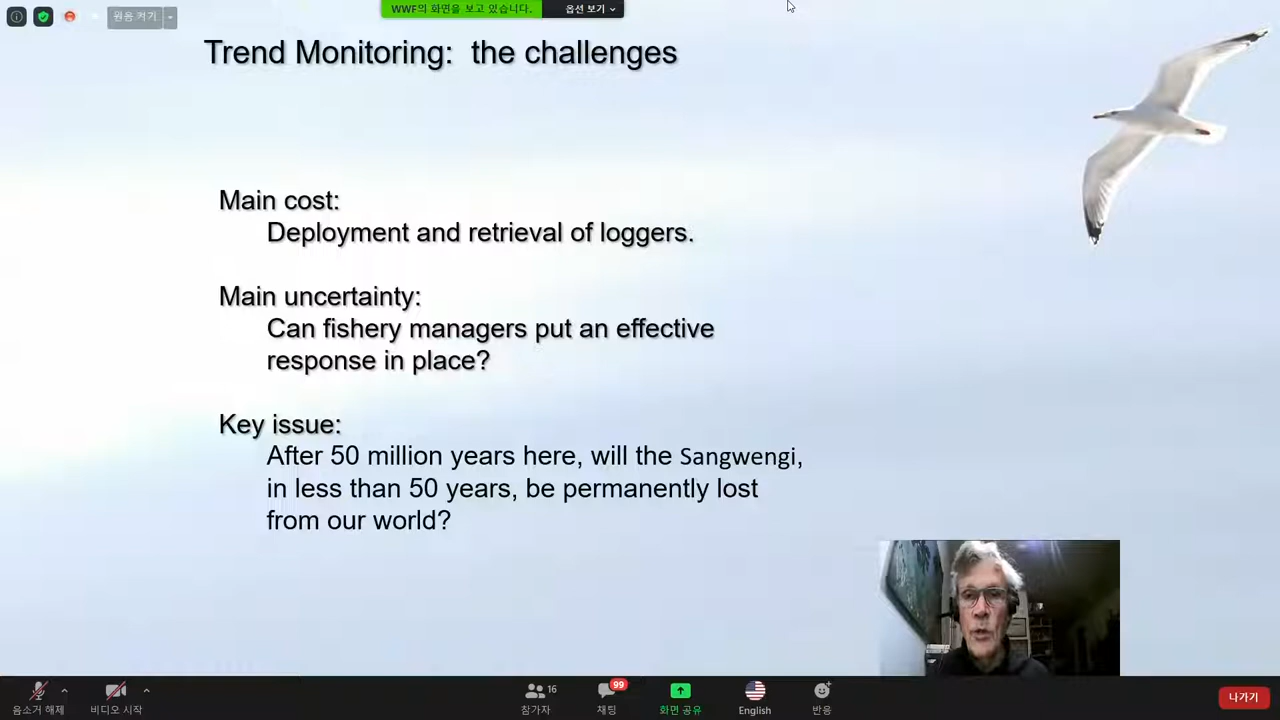 원음 켜기
WWF의 화면을 보고 있습니다.
옵션 보기
Trend Monitoring: the challenges
Main cost:
Deployment and retrieval of loggers.
Main uncertainty:
Can fishery managers put an effective
response in place?
Key issue:
After 50 million years here, will the Sangwengi,
in less than 50 years, be permanently lost
from our world?
음소거 해제
비디오 시작
16
참가자
99
채팅
화면 공유
English
반응
나가기